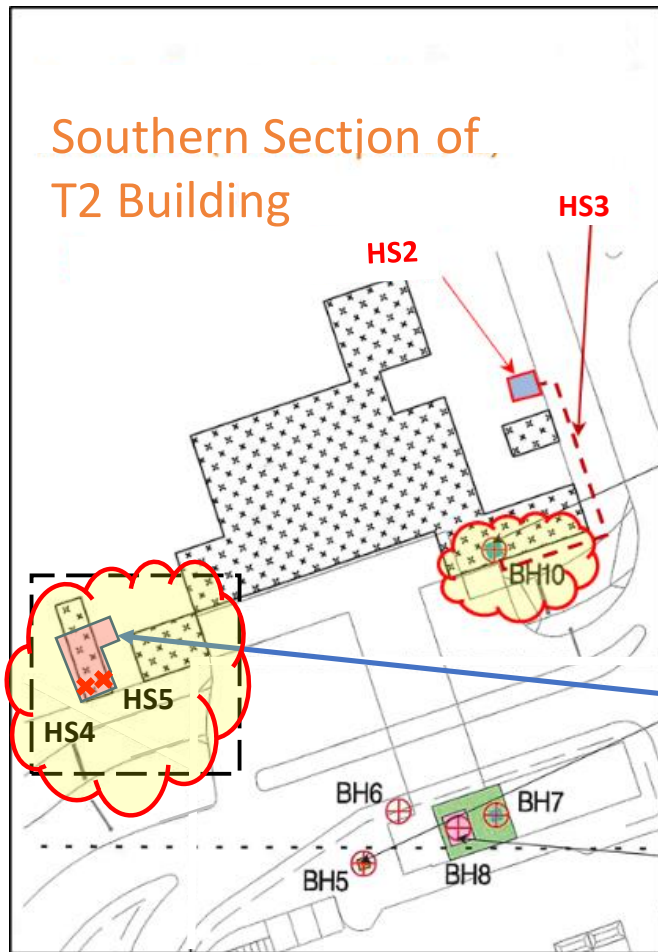 Southern Section of
T2 Building
HS3
HS2
BH10
HS5
HS4
BH6
BH7
BH5
BH8